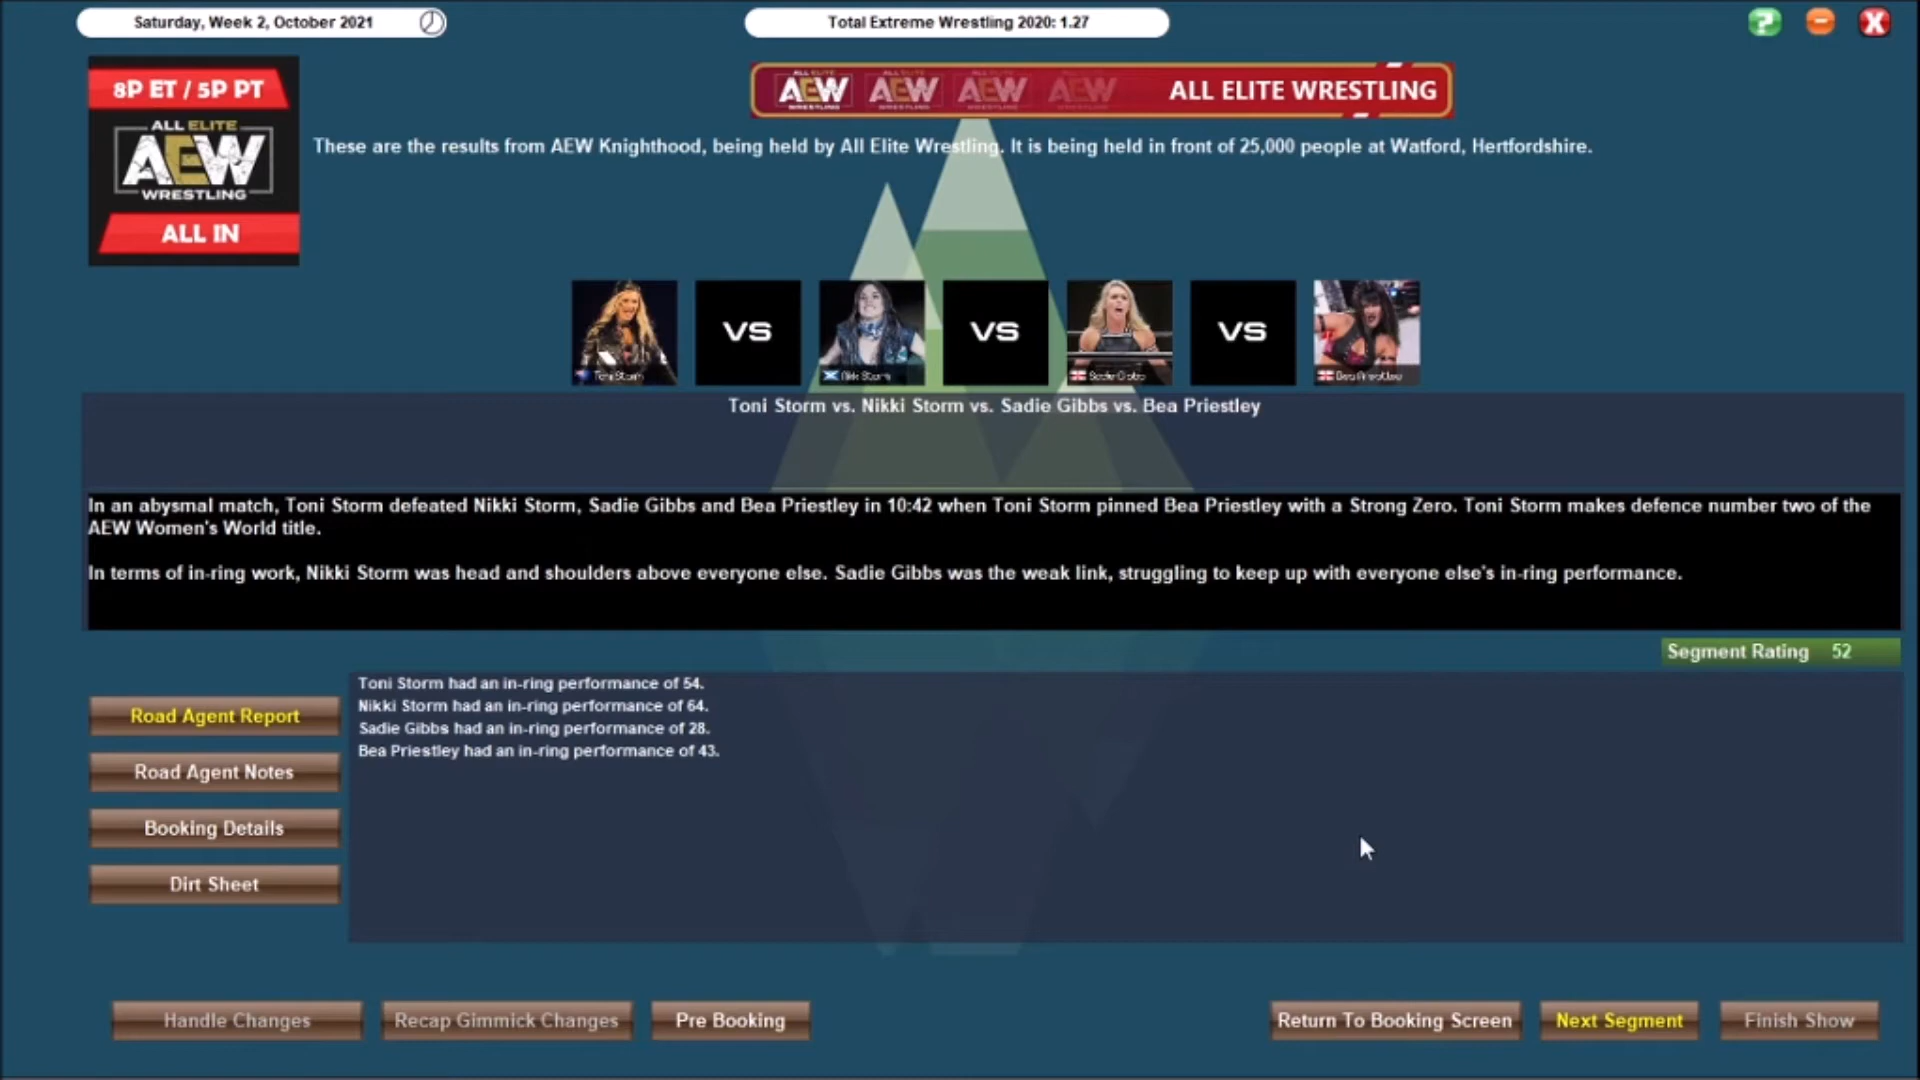 Saturday, Week 2, October 2021
Total Extreme Wrestling 2020: 1.27
8P ET / 5P PT
ALL ELITE
AEW
WRESTLING
ALL IN
ALL ELITE WRESTLING
These are the results from AEW Knighthood, being held by All Elite Wrestling. It is being held in front of 25,000 people at Watford, Hertfordshire.
VS
VS
VS
Toni Storm
Nikki Storm
Sadie Gibbs
Bea Priestley
Toni Storm vs. Nikki Storm vs. Sadie Gibbs vs. Bea Priestley
In an abysmal match, Toni Storm defeated Nikki Storm, Sadie Gibbs and Bea Priestley in 10:42 when Toni Storm pinned Bea Priestley with a Strong Zero. Toni Storm makes defence number two of the
AEW Women's World title.
In terms of in-ring work, Nikki Storm was head and shoulders above everyone else. Sadie Gibbs was the weak link, struggling to keep up with everyone else's in-ring performance.
Segment Rating 52
Road Agent Report
Road Agent Notes
Booking Details
Dirt Sheet
Toni Storm had an in-ring performance of 54.
Nikki Storm had an in-ring performance of 64.
Sadie Gibbs had an in-ring performance of 28.
Bea Priestley had an in-ring performance of 43.
Handle Changes
Recap Gimmick Changes
Pre Booking
Return To Booking Screen
Next Segment
Finish Show